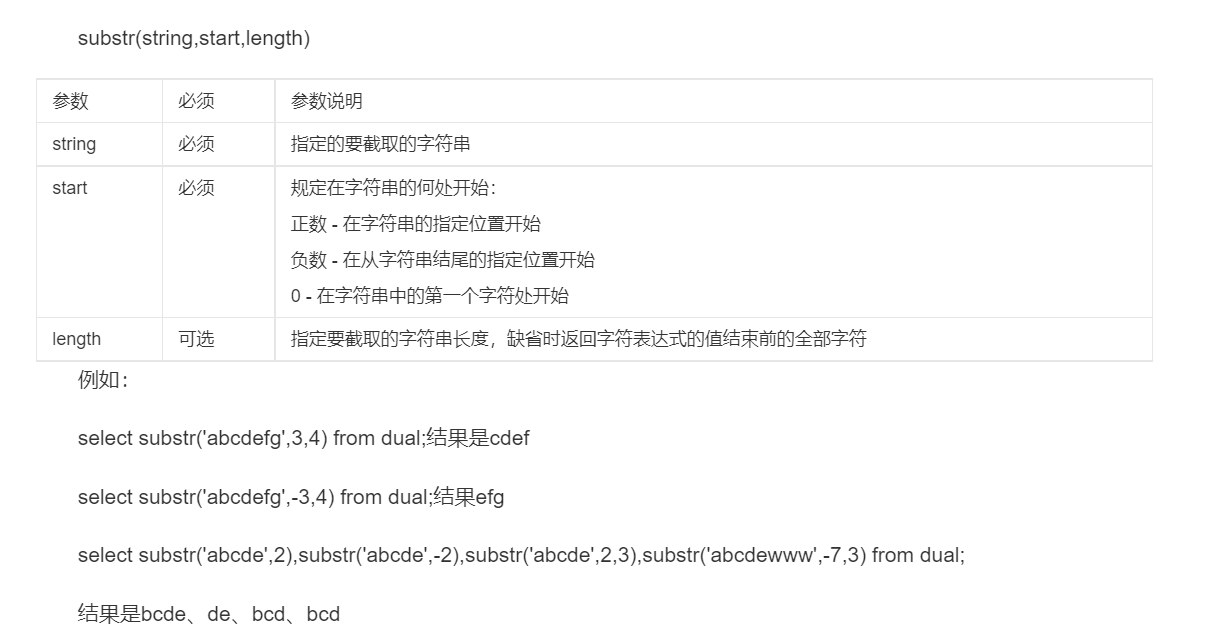 substr(string,start,length)
参数 必须 参数说明
string 必须 指定的要截取的字符串
start 必须 规定在字符串的何处开始：
正数 - 在字符串的指定位置开始
负数 - 在从字符串结尾的指定位置开始
0 - 在字符串中的第一个字符处开始
length 可选 指定要截取的字符串长度，缺省时返回字符表达式的值结束前的全部字符
例如：
select substr('abcdefg',3,4) from dual;结果是cdef
select substr('abcdefg',-3,4) from dual;结果efg
select substr('abcde',2),substr('abcde',-2),substr('abcde',2,3),substr('abcdewww',-7,3) from dual;
结果是bcde、de、bcd、bcd